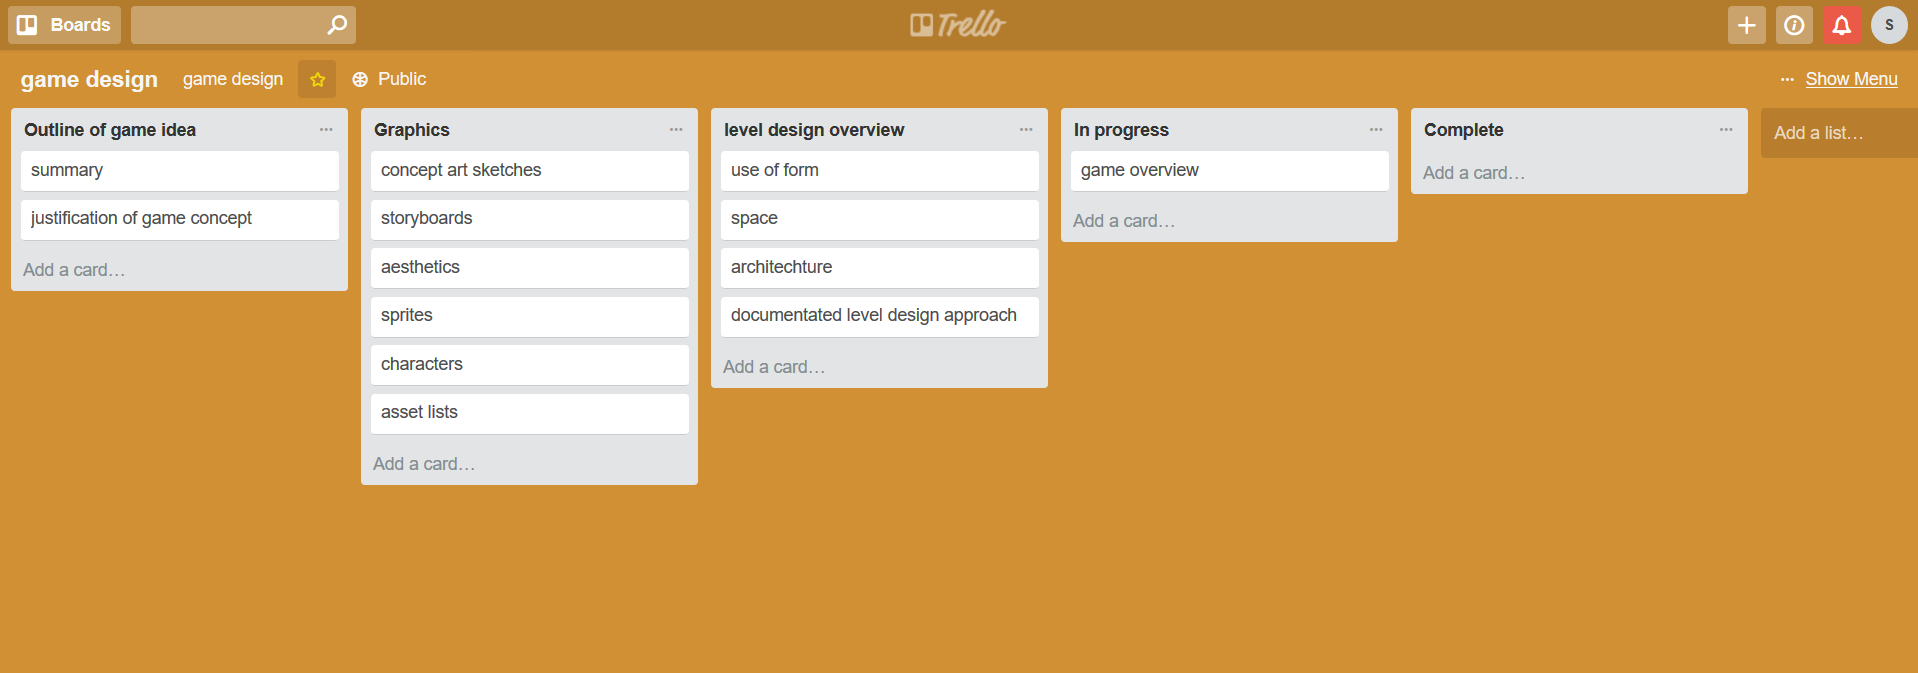 Boards
Trello
S
game design
game design
Public
... Show Menu
Outline of game idea ...
summary
justification of game concept
Add a card…
Graphics ...
concept art sketches
storyboards
aesthetics
sprites
characters
asset lists
Add a card…
level design overview ...
use of form
space
architechture
documentated level design approach
Add a card…
In progress ...
game overview
Add a card…
Complete ...
Add a card…
Add a list…